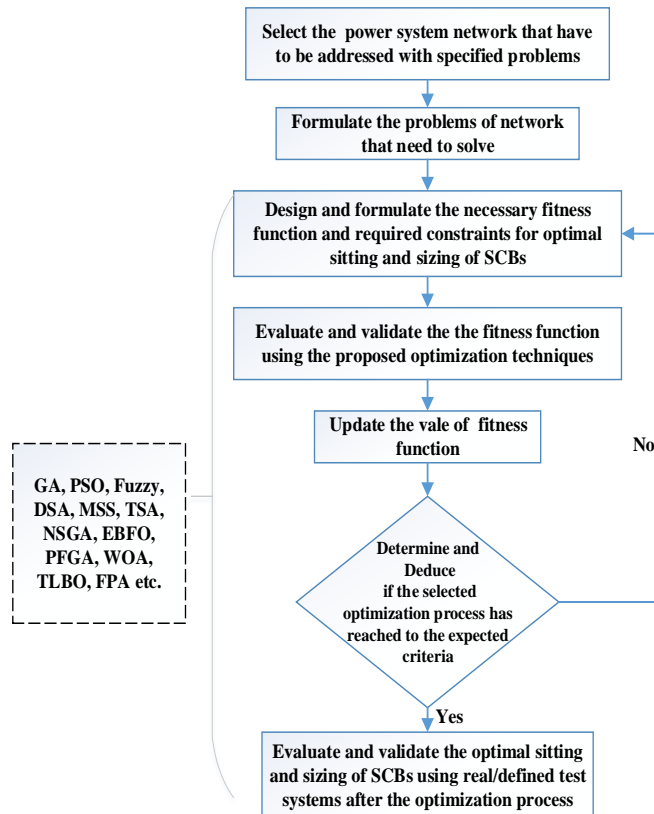 Select the power system network that have
to be addressed with specified problems
Formulate the problems of network
that need to solve
Design and formulate the necessary fitness
function and required constraints for optimal
sitting and sizing of SCBs
Evaluate and validate the the fitness function
using the proposed optimization techniques
Update the vale of fitness
function
No
GA, PSO, Fuzzy,
DSA, MSS, TSA,
NSGA, EBFO,
PFGA, WOA,
TLBO, FPA etc.
Determine and
Deduce
if the selected
optimization process has
reached to the expected
criteria
Yes
Evaluate and validate the optimal sitting
and sizing of SCBs using real/defined test
systems after the optimization process